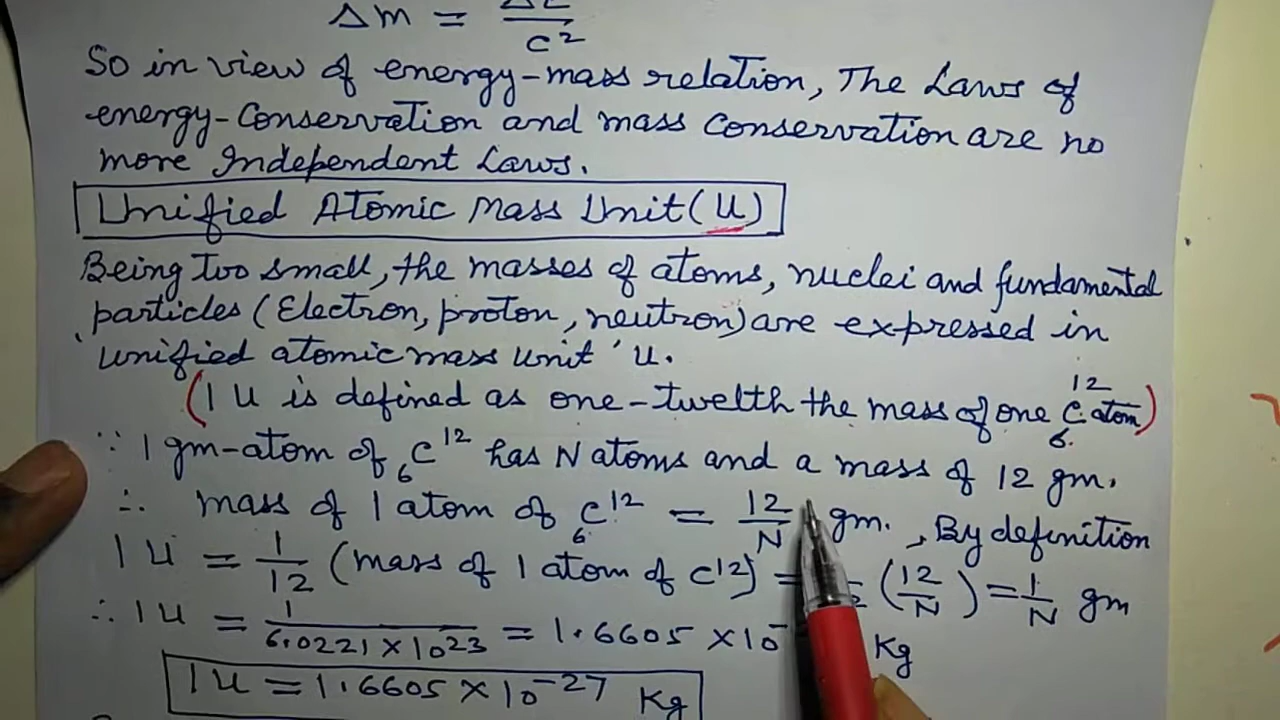 Δm = ΔE/c²
So in view of energy-mass relation, The Laws of
energy-Conservation and mass conservation are no
more Independent Laws.
Unified Atomic Mass Unit (U)
Being too small, the masses of atoms, nuclei and fundamental
particles (Electron, proton, neutron) are expressed in
unified atomic mass unit 'U.
(1 U is defined as one-twelth the mass of one ₆C¹² atom)
∵ 1 gm-atom of ₆C¹² has N atoms and a mass of 12 gm.
∴ mass of 1 atom of ₆C¹² = 12/N gm. , By definition
1 U = 1/12 (mass of 1 atom of C¹²) = (12/N) = 1/N gm
∴ 1 U = 1/6.0221 × 10²³ = 1.6605 × 10⁻ Kg
1 U = 1.6605 × 10⁻²⁷ Kg